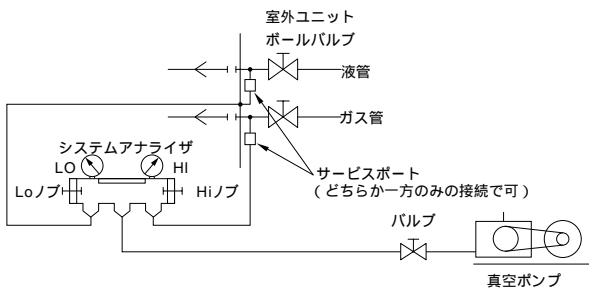 室外ユニット
ボールバルブ
液管
ガス管
システムアナライザ
LO
HI
Loノブ
Hiノブ
サービスポート
（どちらか一方のみの接続で可）
バルブ
真空ポンプ